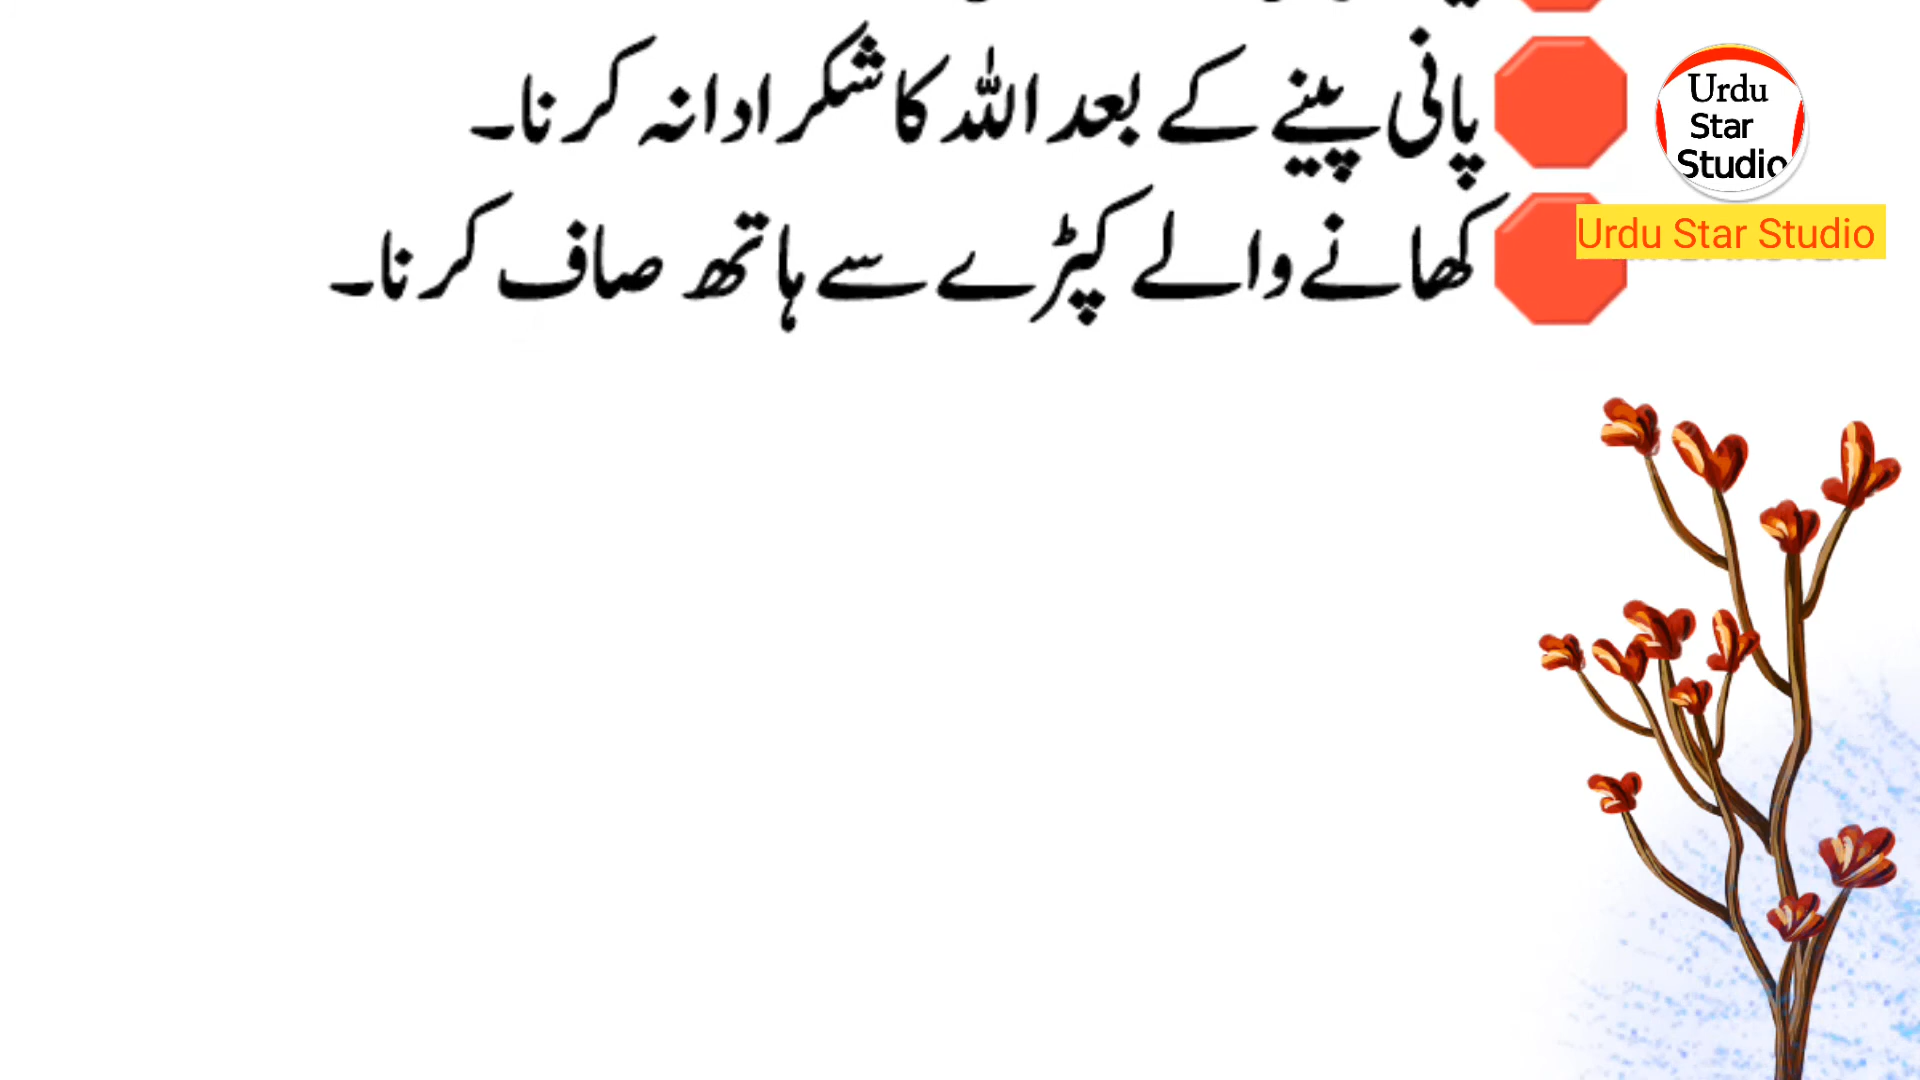 پانی پینے کے بعد اللہ کا شکر ادا نہ کرنا۔
کھانے والے کپڑے سے ہاتھ صاف کرنا۔
Urdu
Star
Studio
Urdu Star Studio